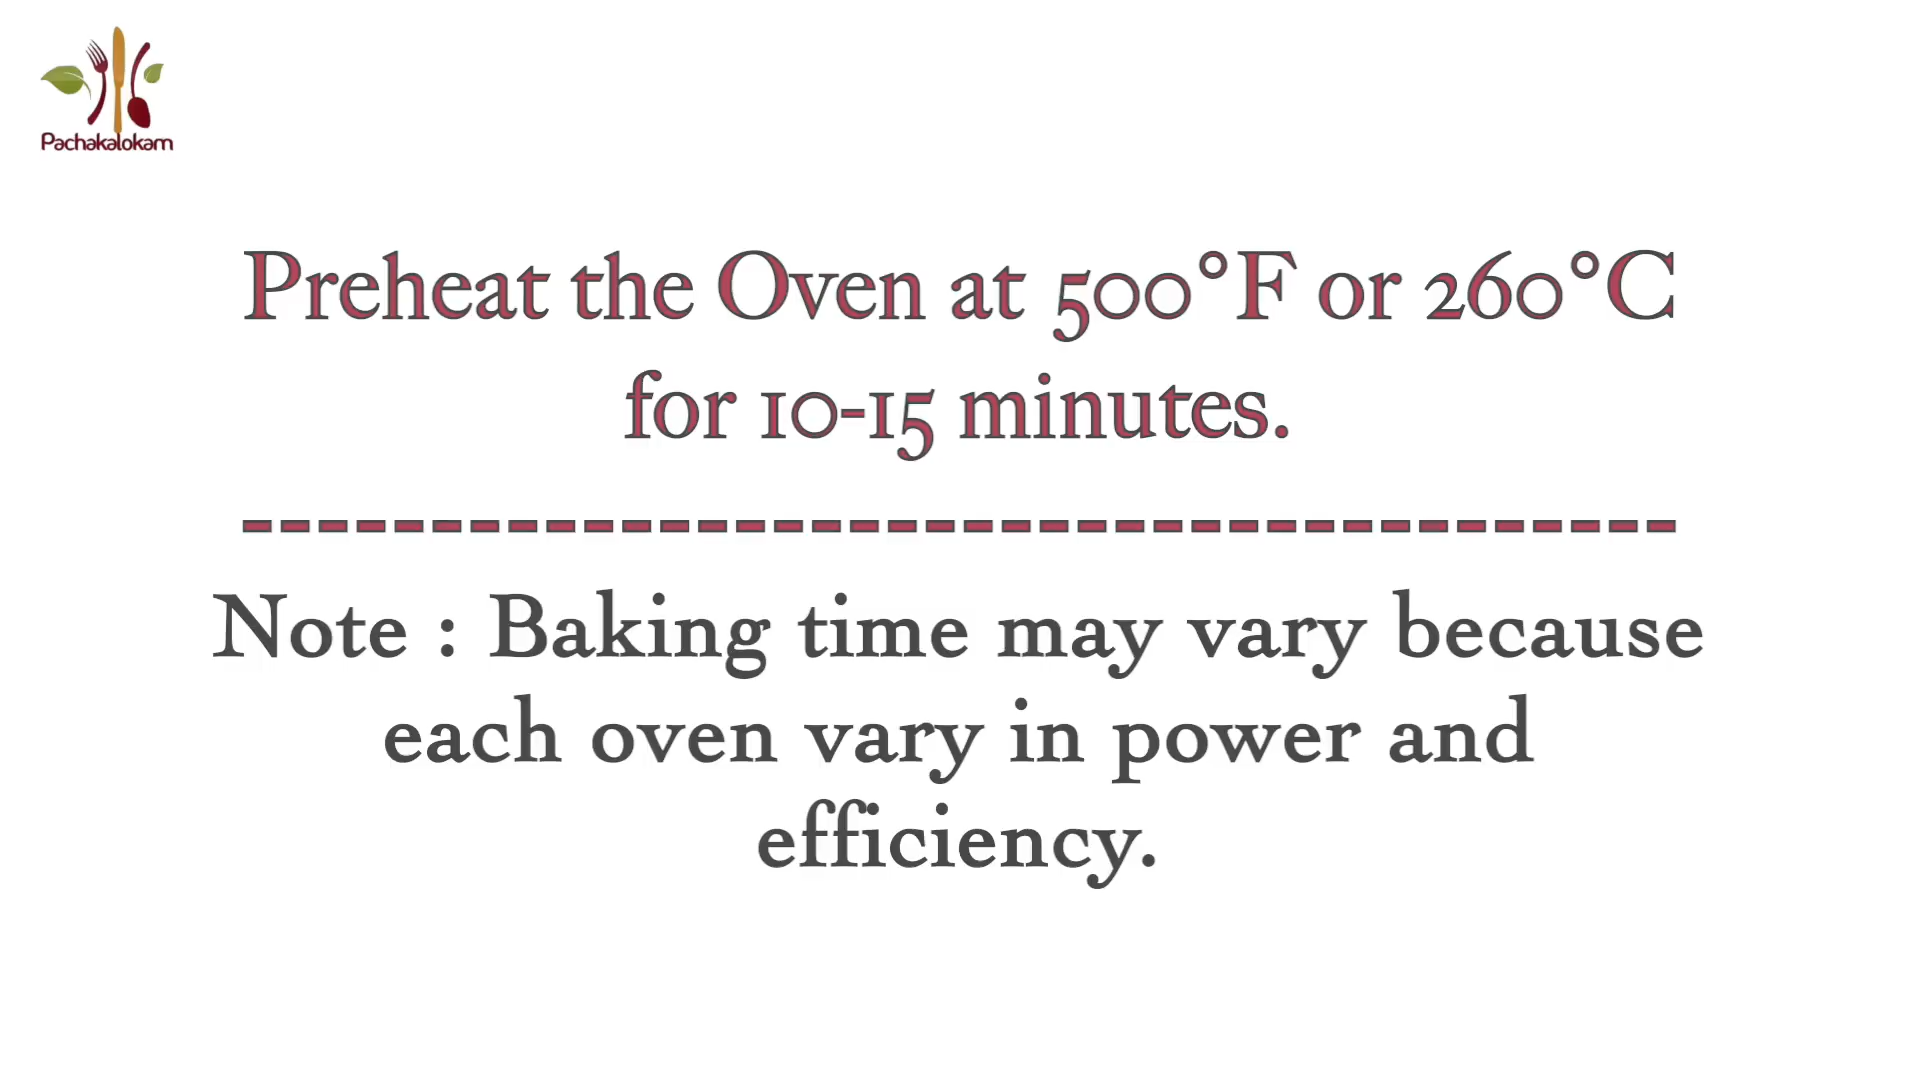 Pachakalokam
Preheat the Oven at 500°F or 260°C
for 10-15 minutes.
--------------------------------------
Note : Baking time may vary because
each oven vary in power and
efficiency.